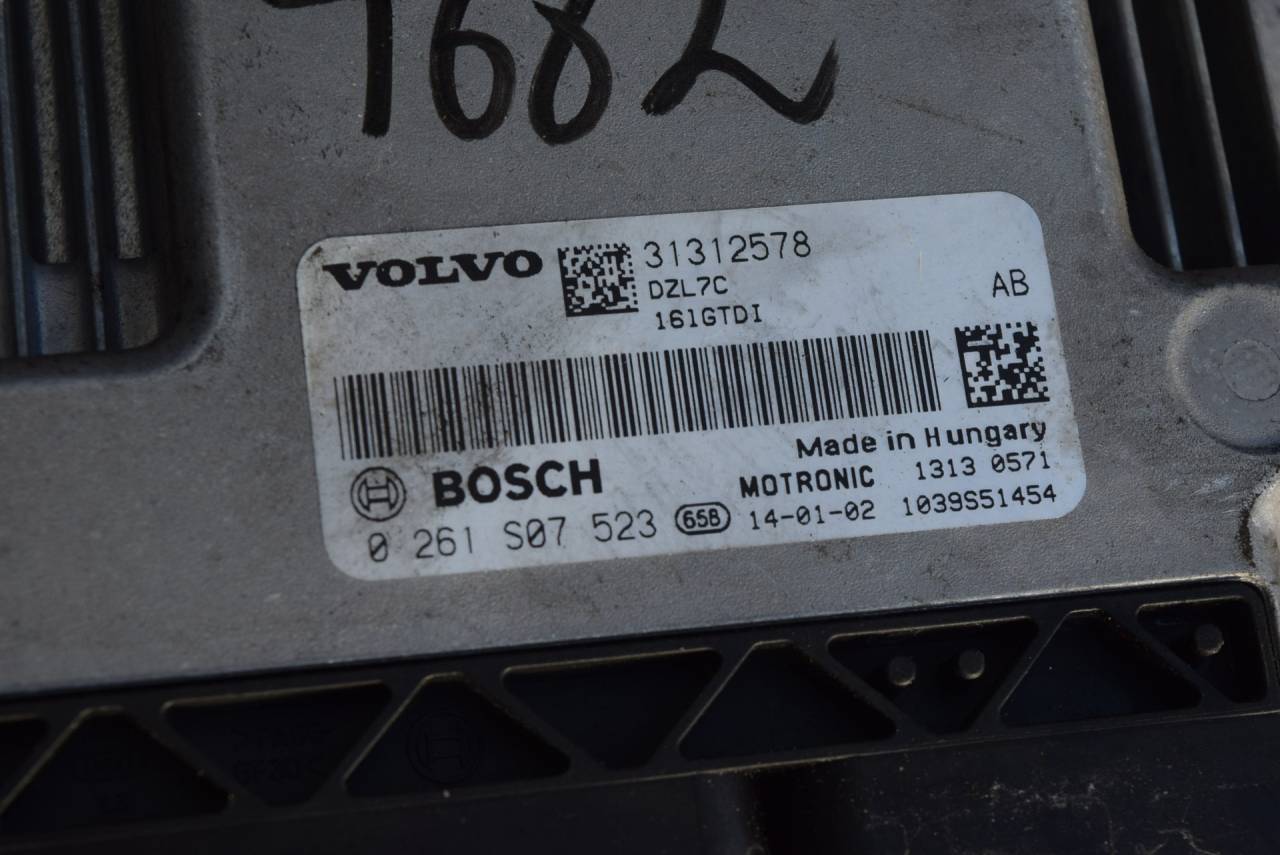 7682
VOLVO 31312578
DZL7C AB
161GTDI
Made in Hungary
BOSCH MOTRONIC 1313 0571
0 261 S07 523 65B 14-01-02 1039S51454